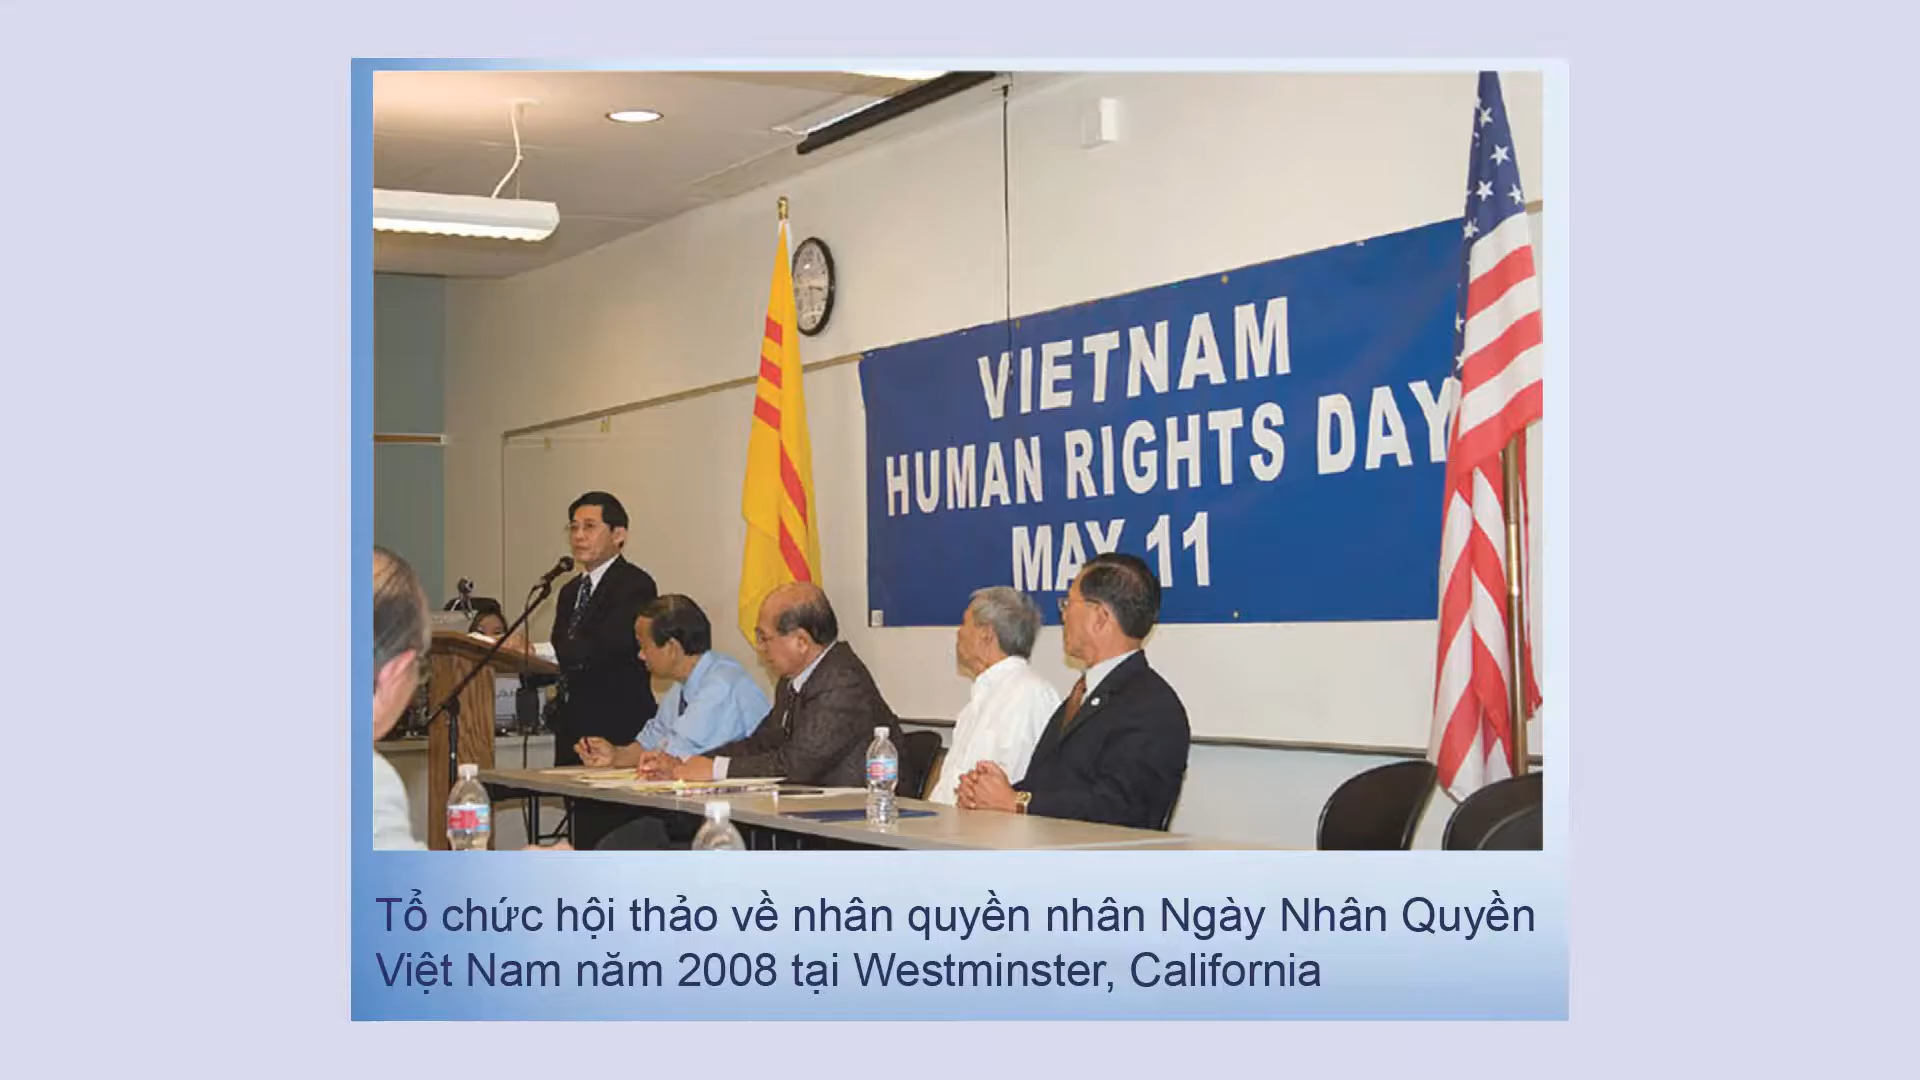 VIETNAM
HUMAN RIGHTS DAY
MAY 11
Tổ chức hội thảo về nhân quyền nhân Ngày Nhân Quyền
Việt Nam năm 2008 tại Westminster, California